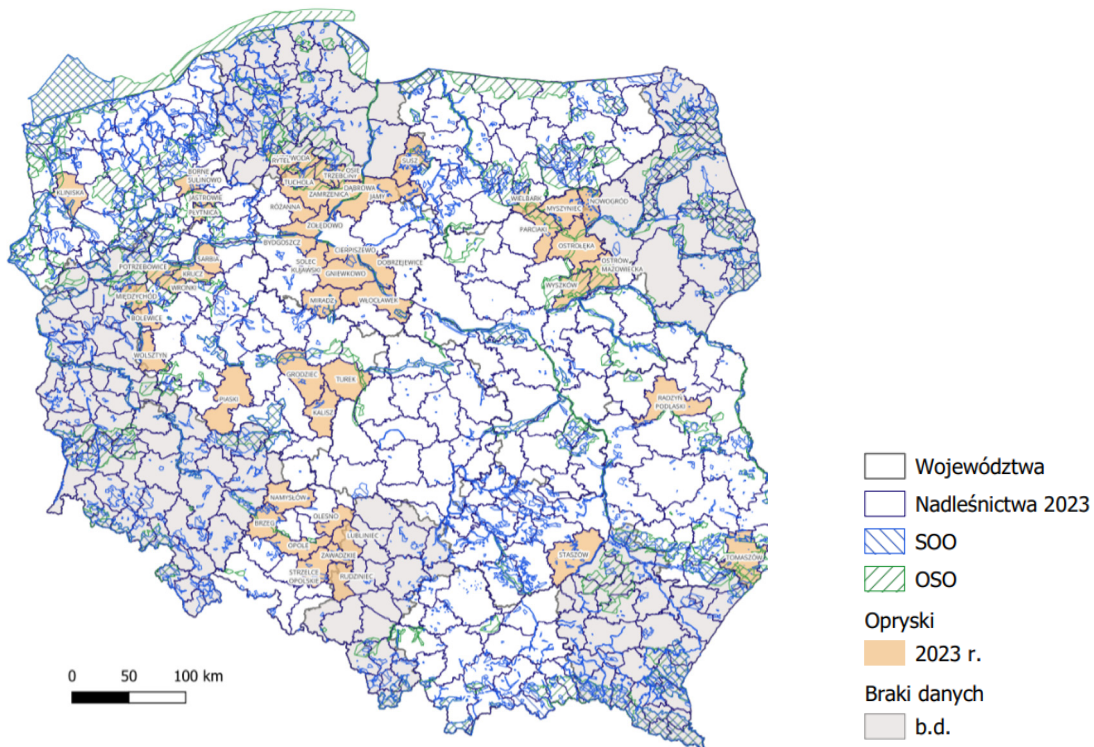 RYTEL WODA
OSIE
TRZEBCINY
TUCHOLA
DĄBROWA
ZAMRZENICA
JAMY
SUSZ
BORNE
SULINOWO
JASTROWIE
PŁYTNICA
KLINISKA
RÓŻANNA
ŻOŁĘDOWO
WIELBARK
MYSZYNIEC
NOWOGRÓD
PARCIAKI
OSTROŁĘKA
OSTRÓW
MAZOWIECKA
WYSZKÓW
BYDGOSZCZ
CIERPISZEWO
SOLEC
KUJAWSKI
DOBRZEJEWICE
GNIEWKOWO
MIRADZ
WŁOCŁAWEK
SARBIA
POTRZEBOWICE
KRUCZ
WRONKI
MIĘDZYCHÓD
BOLEWICE
WOLSZTYN
GRODZIEC
TUREK
PIASKI
KALISZ
RADZYŃ
PODLASKI
NAMYSŁÓW
OLESNO
BRZEG
LUBLINIEC
OPOLE
ZAWADZKIE
STRZELCE
OPOLSKIE
RUDZINIEC
STASZÓW
TOMASZÓW
0 50 100 km
Województwa
Nadleśnictwa 2023
SOO
OSO
Opryski
2023 r.
Braki danych
b.d.